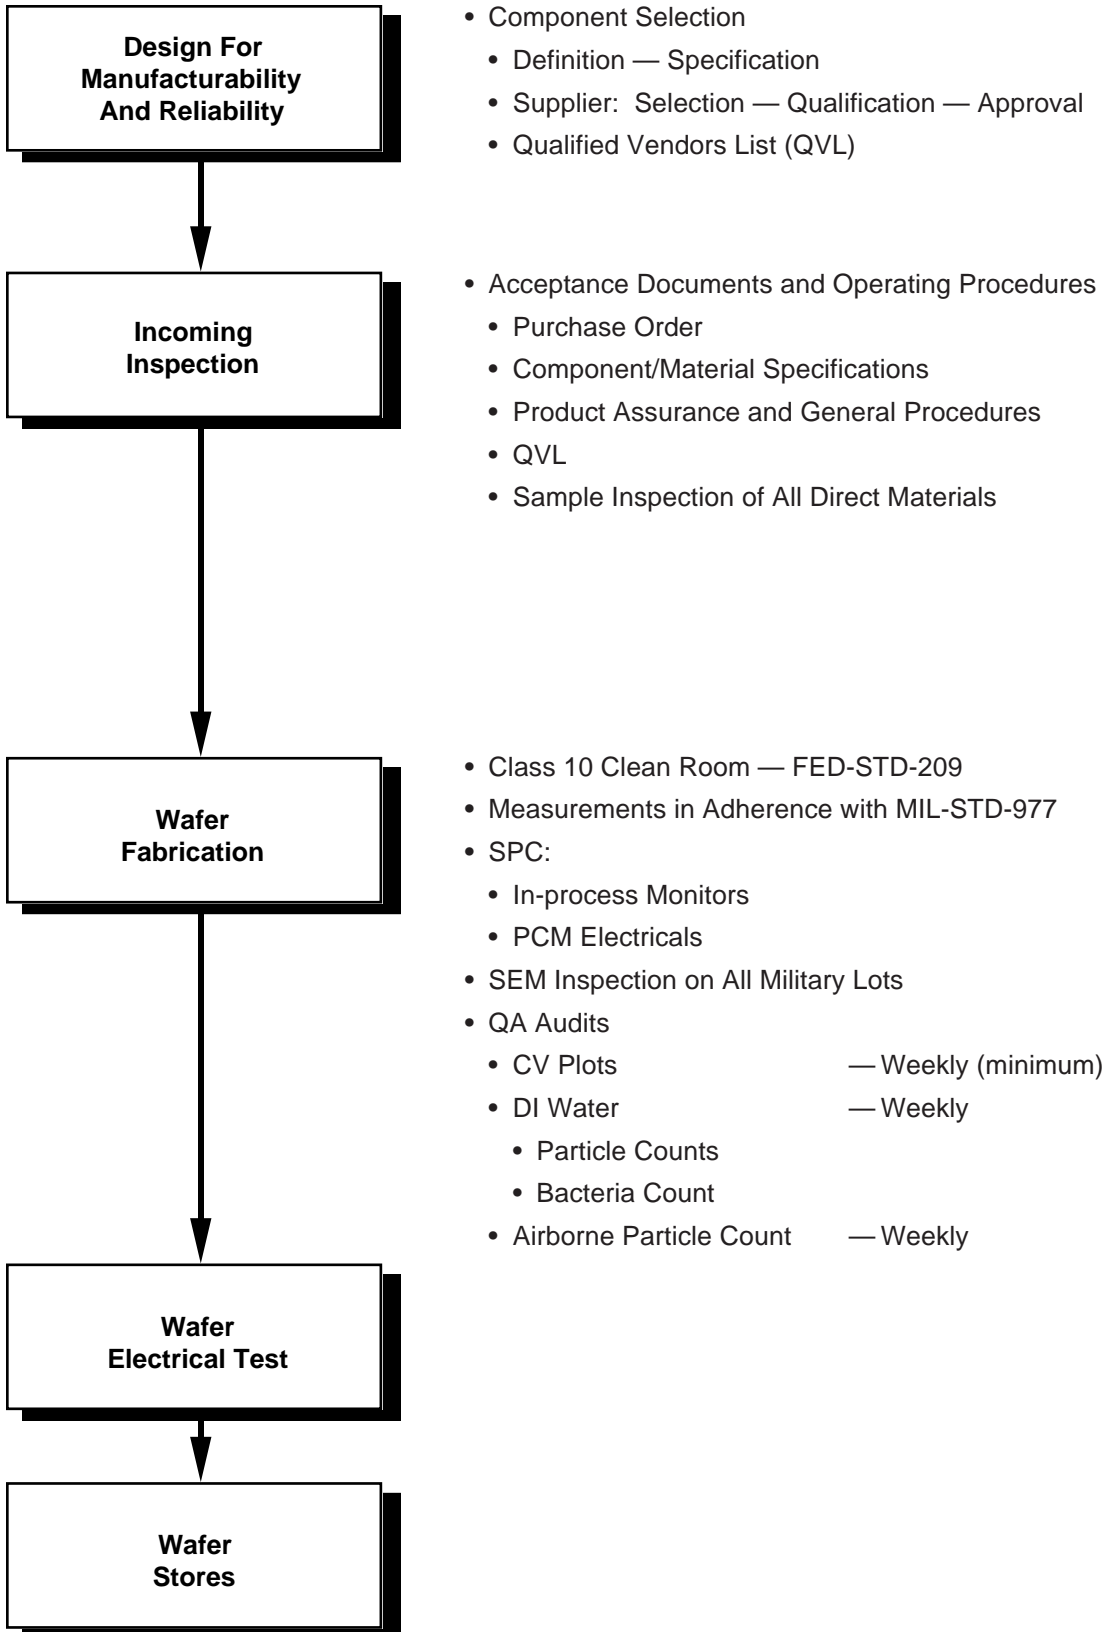 Design For
Manufacturability
And Reliability
• Component Selection
• Definition — Specification
• Supplier: Selection — Qualification — Approval
• Qualified Vendors List (QVL)
Incoming
Inspection
• Acceptance Documents and Operating Procedures
• Purchase Order
• Component/Material Specifications
• Product Assurance and General Procedures
• QVL
• Sample Inspection of All Direct Materials
Wafer
Fabrication
• Class 10 Clean Room — FED-STD-209
• Measurements in Adherence with MIL-STD-977
• SPC:
• In-process Monitors
• PCM Electricals
• SEM Inspection on All Military Lots
• QA Audits
• CV Plots — Weekly (minimum)
• DI Water — Weekly
• Particle Counts
• Bacteria Count
• Airborne Particle Count — Weekly
Wafer
Electrical Test
Wafer
Stores